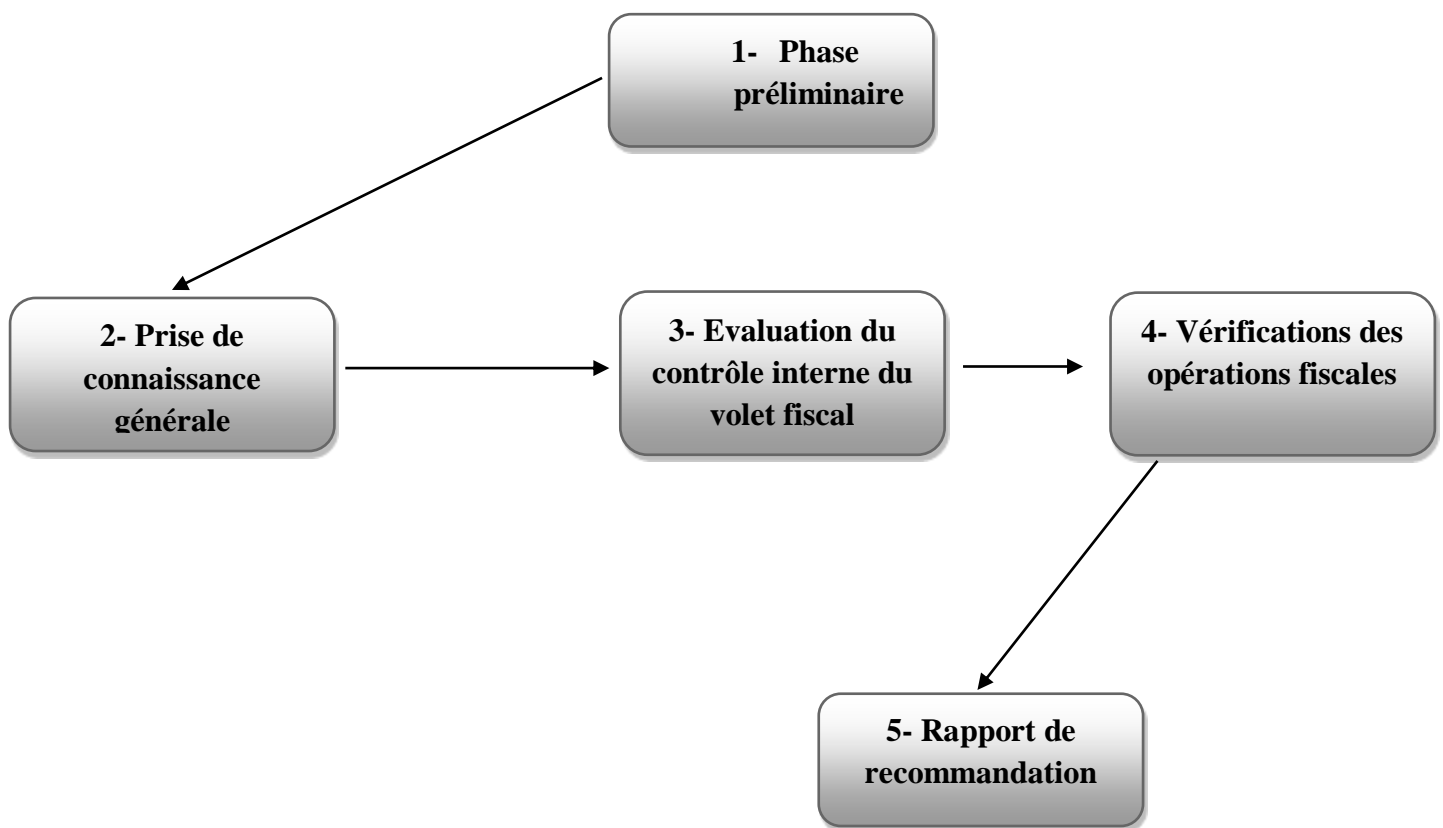 1- Phase
préliminaire
2- Prise de
connaissance
générale
3- Evaluation du
contrôle interne du
volet fiscal
4- Vérifications des
opérations fiscales
5- Rapport de
recommandation